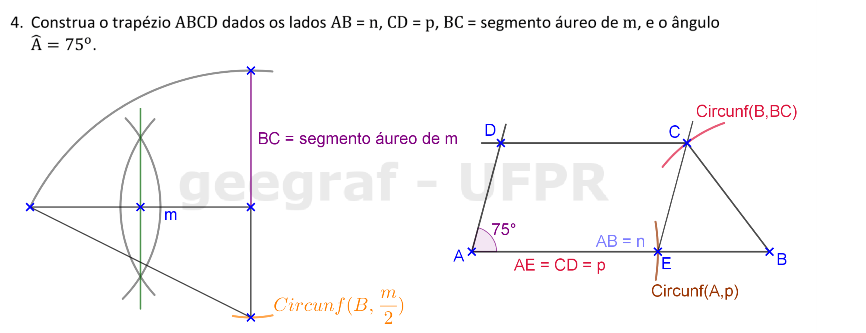 4. Construa o trapézio ABCD dados os lados AB = n, CD = p, BC = segmento áureo de m, e o ângulo
Â = 75º.
BC = segmento áureo de m
m
Circunf(B, m/2)
geegraf - UFPR
Circunf(B,BC)
D
C
75°
AB = n
A
E
B
AE = CD = p
Circunf(A,p)